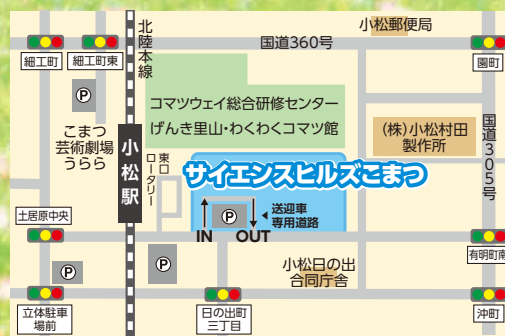 小松郵便局
北陸本線
国道360号
細工町
細工町東
園町
P
コマツウェイ総合研修センター
げんき里山・わくわくコマツ館
こまつ
芸術劇場
うらら
小松駅
東口
ロータリー
(株)小松村田
製作所
国道305号
サイエンスヒルズこまつ
P
送迎車
専用道路
IN
OUT
土居原中央
有明町南
P
P
小松日の出
合同庁舎
立体駐車
場前
日の出町
三丁目
沖町